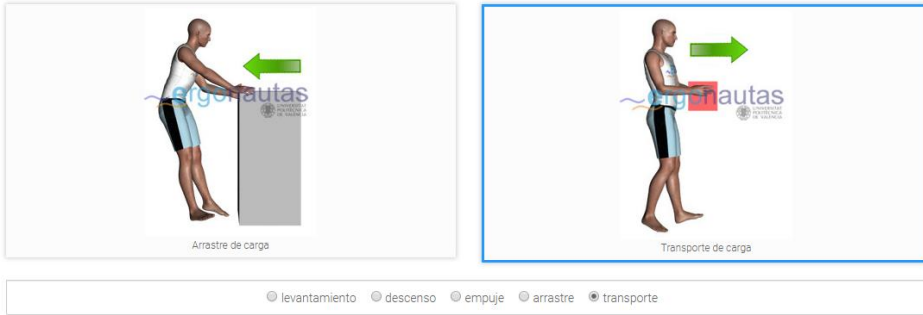 ergonautas
UNIVERSITAT
POLITÈCNICA
DE VALÈNCIA
Arrastre de carga
ergonautas
UNIVERSITAT
POLITÈCNICA
DE VALÈNCIA
Transporte de carga
levantamiento descenso empuje arrastre transporte